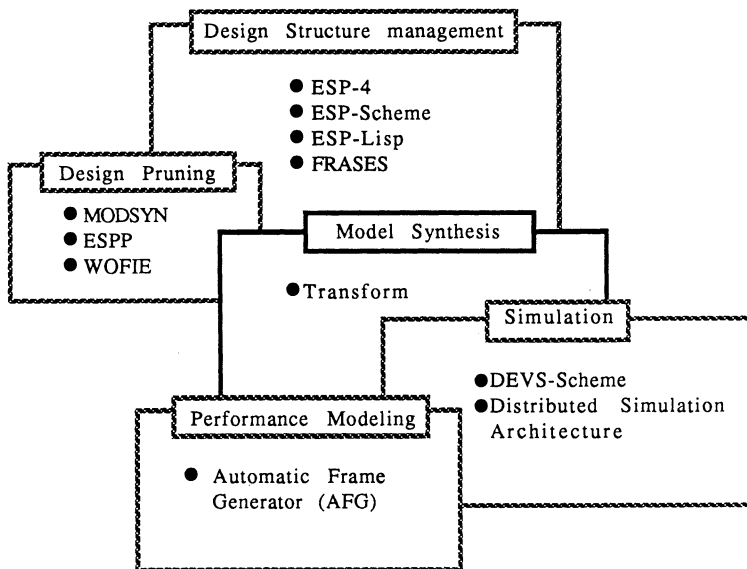 Design Structure management
● ESP-4
● ESP-Scheme
● ESP-Lisp
● FRASES
Design Pruning
● MODSYN
● ESPP
● WOFIE
Model Synthesis
● Transform
Simulation
● DEVS-Scheme
● Distributed Simulation
Architecture
Performance Modeling
● Automatic Frame
Generator (AFG)